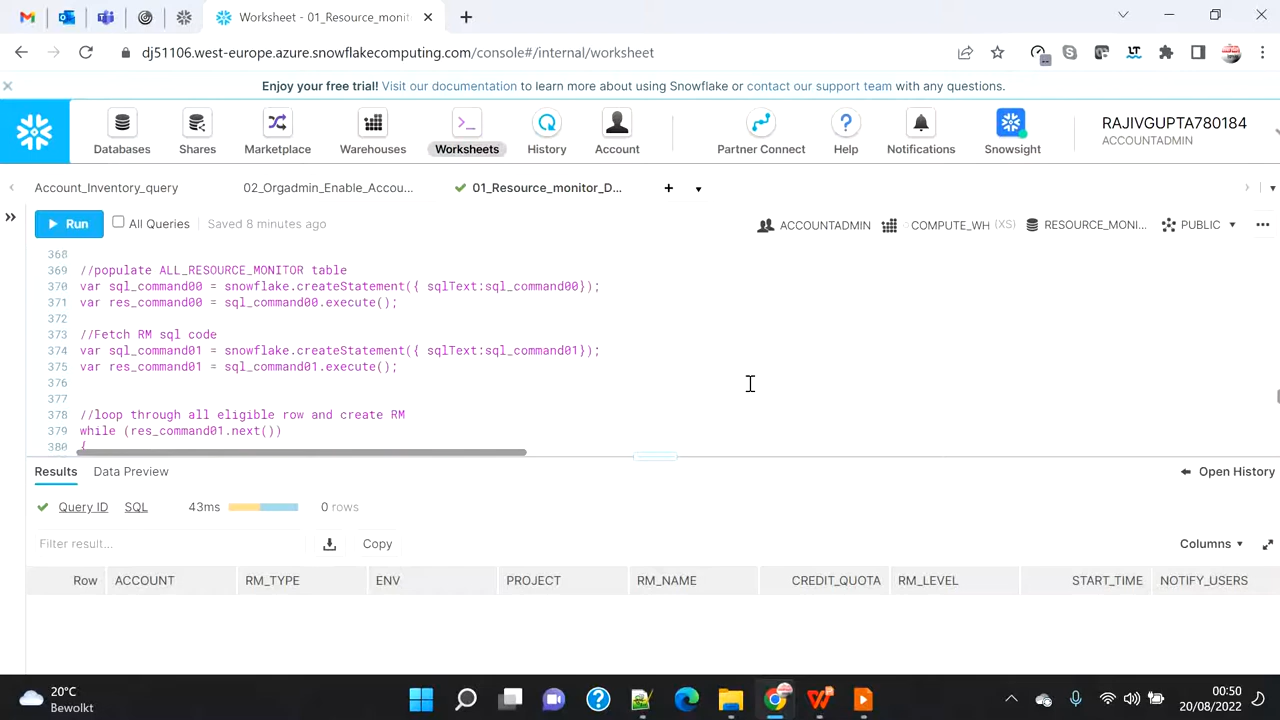 Worksheet - 01_Resource_monit
dj51106.west-europe.azure.snowflakecomputing.com/console#/internal/worksheet
Enjoy your free trial! Visit our documentation to learn more about using Snowflake or contact our support team with any questions.
Databases Shares Marketplace Warehouses Worksheets History Account Partner Connect Help Notifications Snowsight
RAJIVGUPTA780184
ACCOUNTADMIN
Account_Inventory_query 02_Orgadmin_Enable_Accou... 01_Resource_monitor_D...
Run All Queries Saved 8 minutes ago ACCOUNTADMIN COMPUTE_WH (XS) RESOURCE_MONI... PUBLIC
368
369 //populate ALL_RESOURCE_MONITOR table
370 var sql_command00 = snowflake.createStatement({ sqlText:sql_command00});
371 var res_command00 = sql_command00.execute();
372
373 //Fetch RM sql code
374 var sql_command01 = snowflake.createStatement({ sqlText:sql_command01});
375 var res_command01 = sql_command01.execute();
376
377
378 //loop through all eligible row and create RM
379 while (res_command01.next())
380 {
Results Data Preview Open History
Query ID SQL 43ms 0 rows
Filter result... Copy Columns
Row ACCOUNT RM_TYPE ENV PROJECT RM_NAME CREDIT_QUOTA RM_LEVEL START_TIME NOTIFY_USERS
20°C
Bewolkt
00:50
20/08/2022